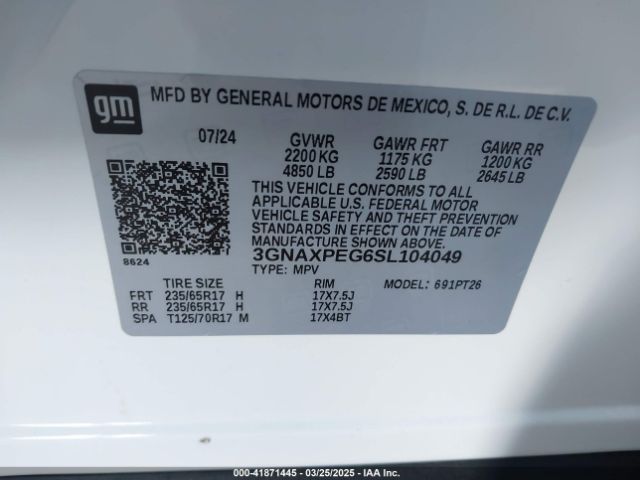 gm
MFD BY GENERAL MOTORS DE MEXICO, S. DE R.L. DE C.V.
07/24 GVWR GAWR FRT GAWR RR
2200 KG 1175 KG 1200 KG
4850 LB 2590 LB 2645 LB
THIS VEHICLE CONFORMS TO ALL
APPLICABLE U.S. FEDERAL MOTOR
VEHICLE SAFETY AND THEFT PREVENTION
STANDARDS IN EFFECT ON THE DATE OF
MANUFACTURE SHOWN ABOVE.
8624 3GNAXPEG6SL104049
TYPE: MPV
TIRE SIZE RIM MODEL: 691PT26
FRT 235/65R17 H 17X7.5J
RR 235/65R17 H 17X7.5J
SPA T125/70R17 M 17X4BT
000-41871445 - 03/25/2025 - IAA Inc.